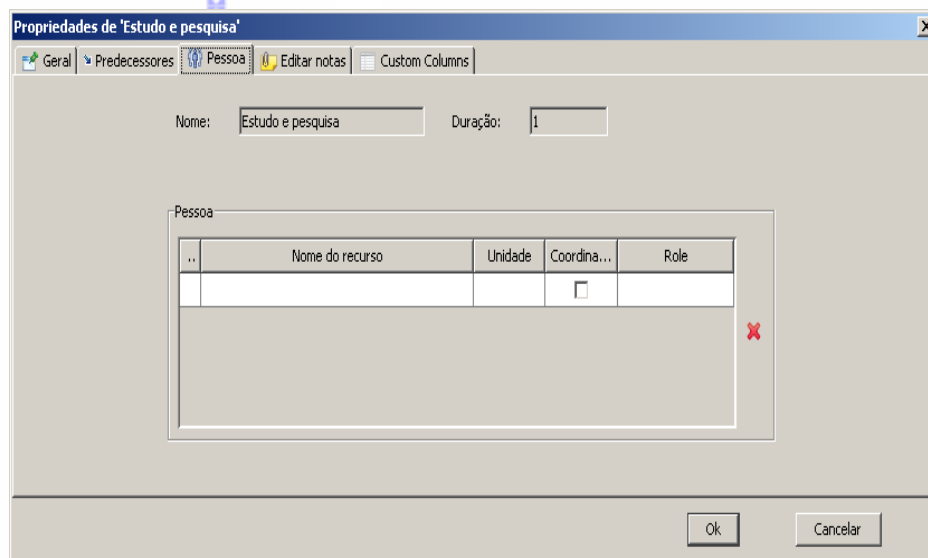 Propriedades de 'Estudo e pesquisa'
Geral Predecessores Pessoa Editar notas Custom Columns
Nome: Estudo e pesquisa Duração: 1
Pessoa
.. Nome do recurso Unidade Coordina... Role
Ok Cancelar